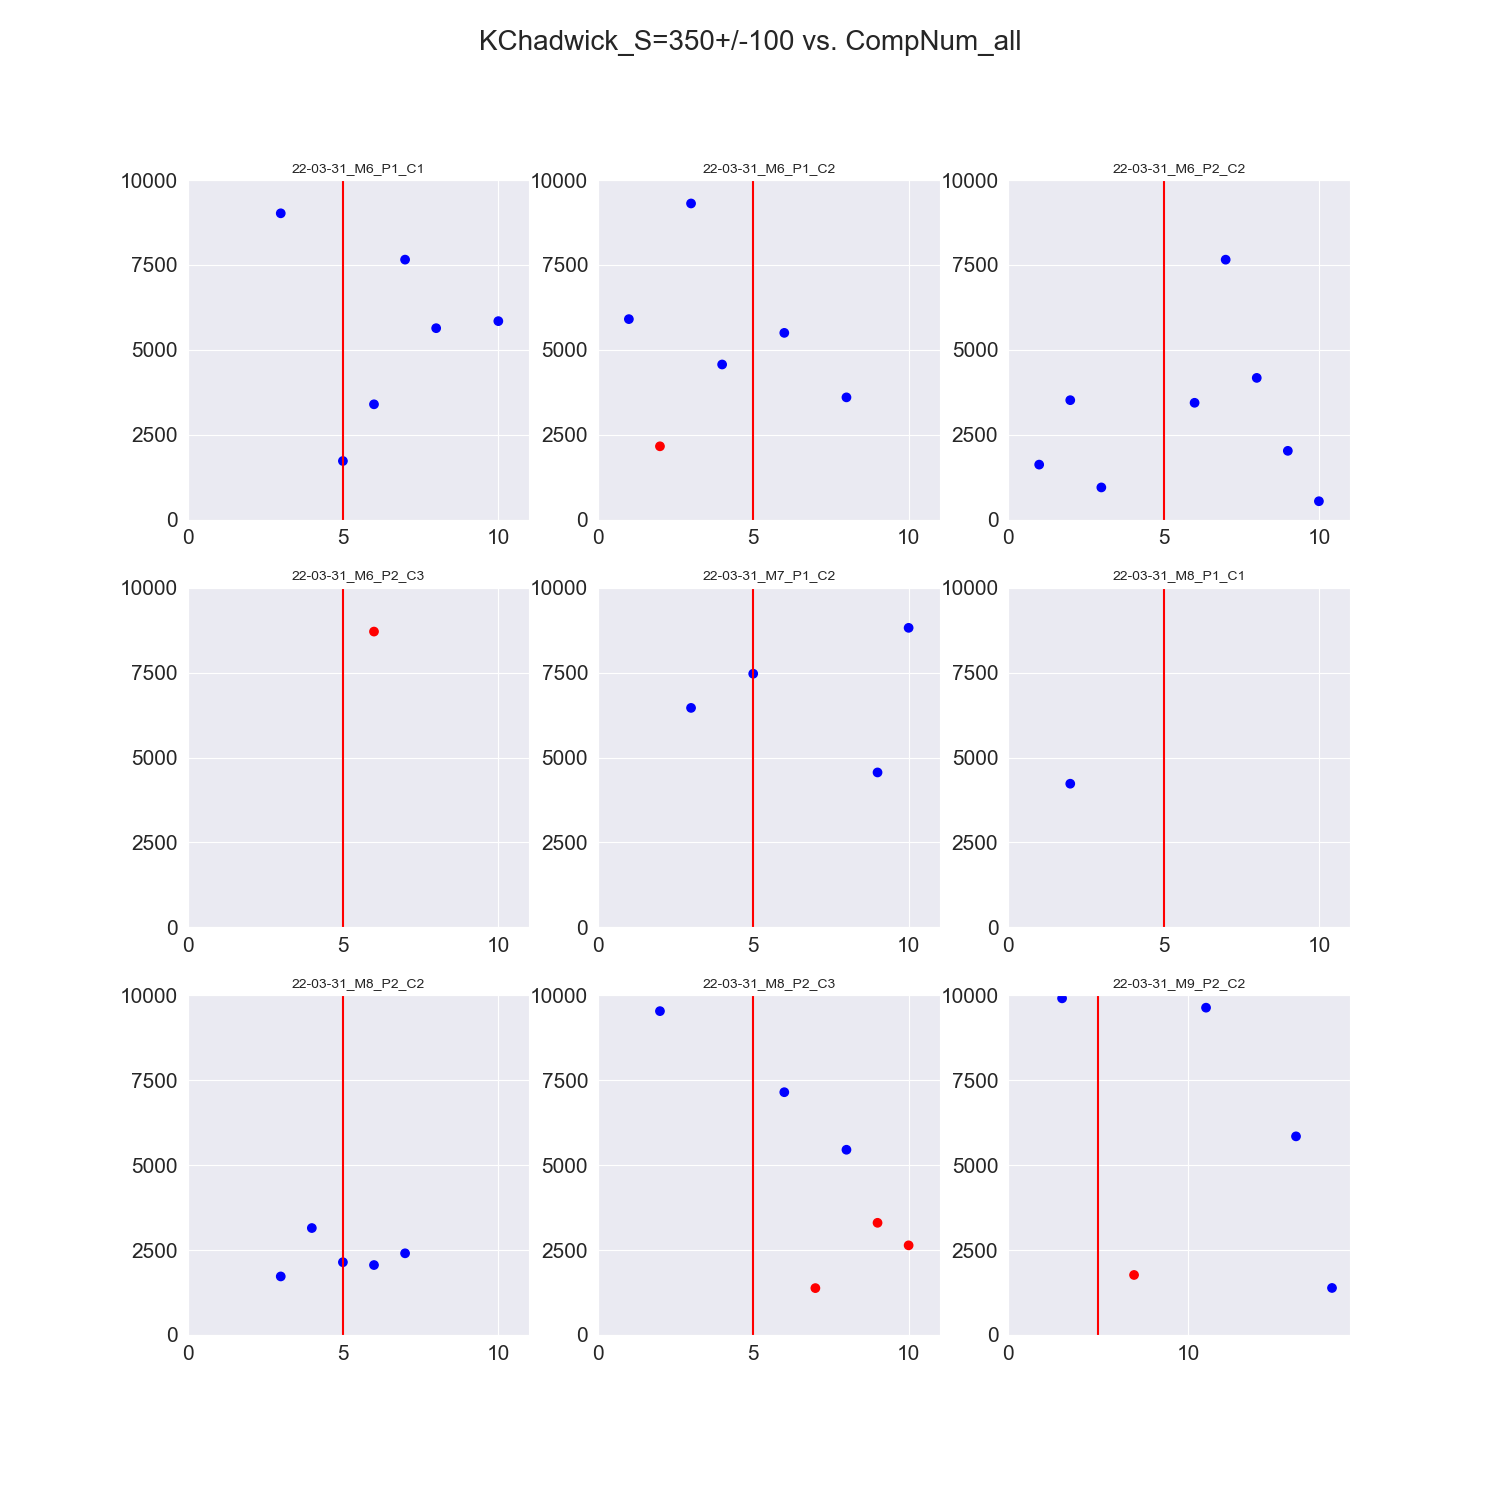 KChadwick_S=350+/-100 vs. CompNum_all
22-03-31_M6_P1_C1
10000
7500
5000
2500
0
0 5 10
22-03-31_M6_P1_C2
10000
7500
5000
2500
0
0 5 10
22-03-31_M6_P2_C2
10000
7500
5000
2500
0
0 5 10
22-03-31_M6_P2_C3
10000
7500
5000
2500
0
0 5 10
22-03-31_M7_P1_C2
10000
7500
5000
2500
0
0 5 10
22-03-31_M8_P1_C1
10000
7500
5000
2500
0
0 5 10
22-03-31_M8_P2_C2
10000
7500
5000
2500
0
0 5 10
22-03-31_M8_P2_C3
10000
7500
5000
2500
0
0 5 10
22-03-31_M9_P2_C2
10000
7500
5000
2500
0
0 10